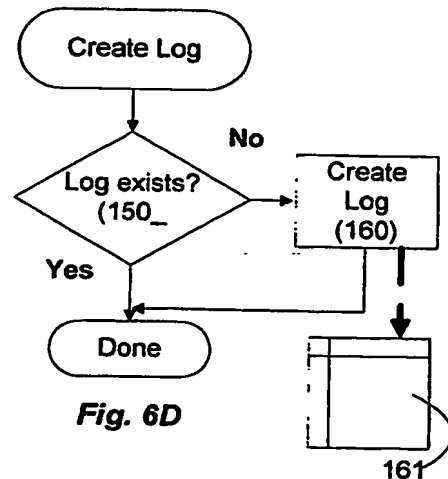 Create Log
No
Log exists?
(150_
Create
Log
(160)
Yes
Done
Fig. 6D
161